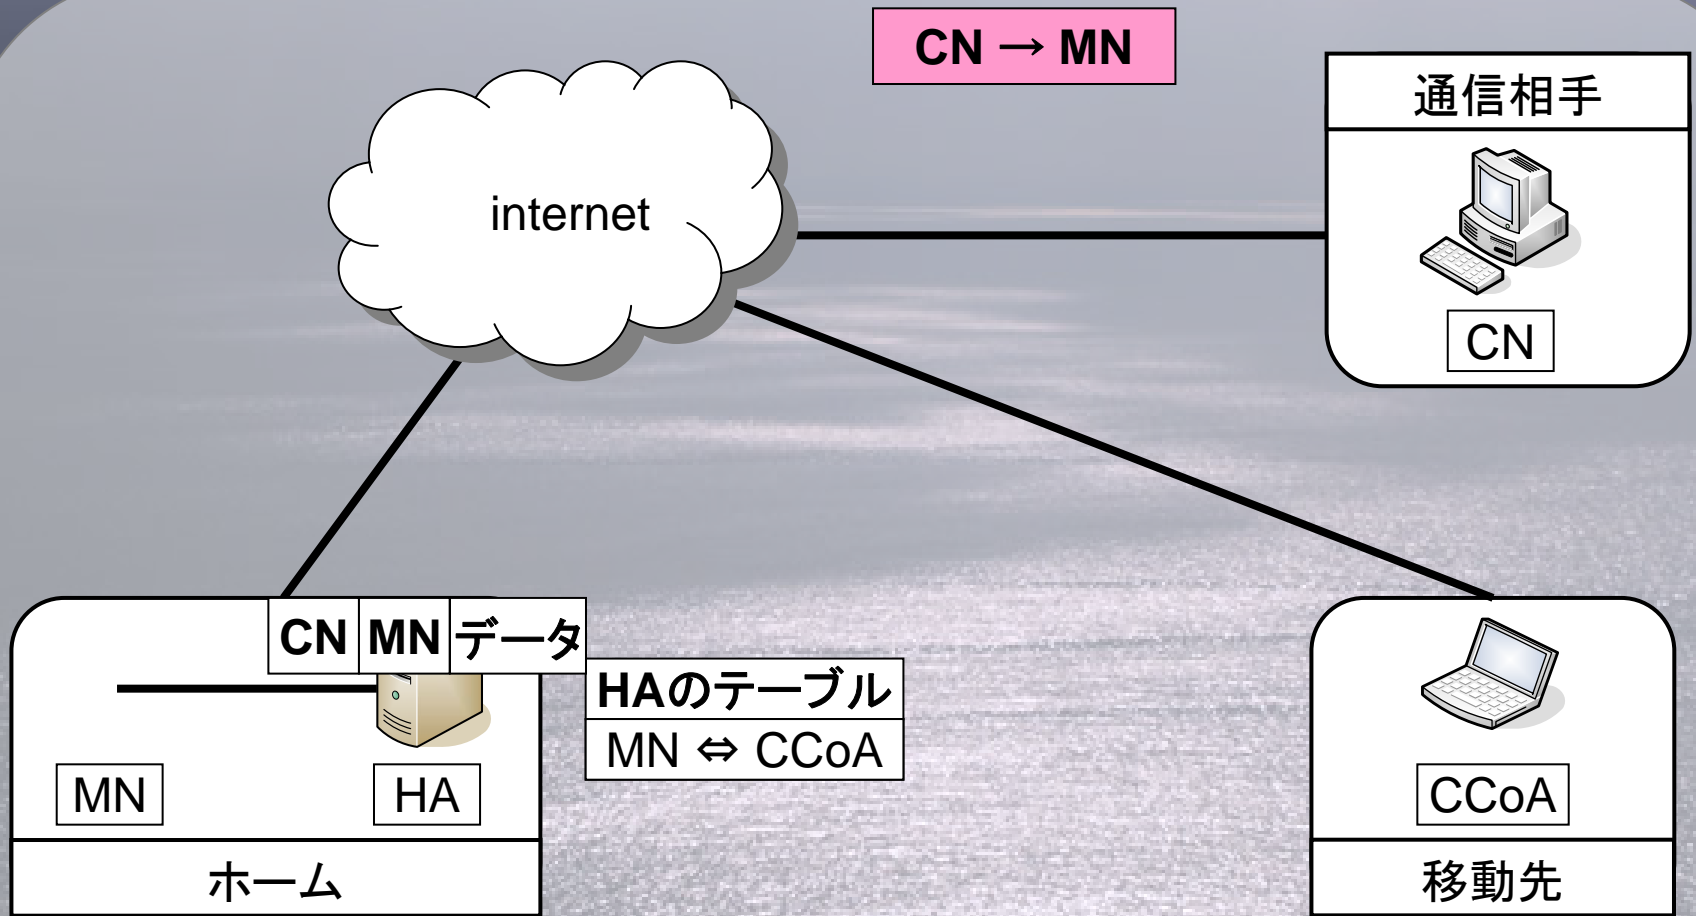 CN → MN
通信相手
internet
CN
CN MN データ
HAのテーブル
MN ⇔ CCoA
MN
HA
CCoA
ホーム
移動先